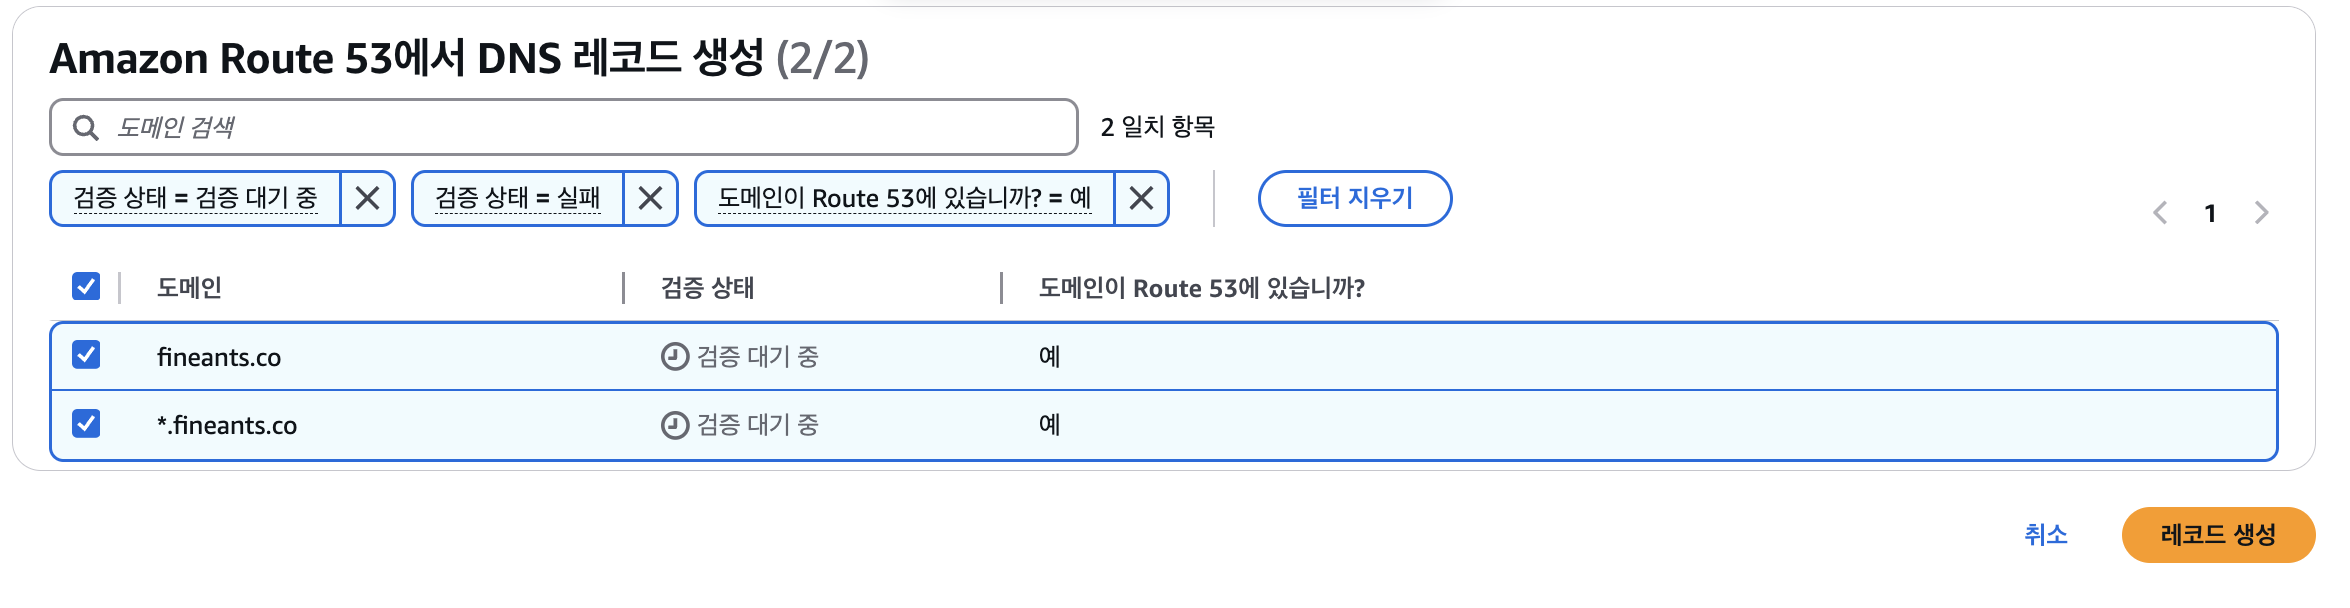 Amazon Route 53에서 DNS 레코드 생성 (2/2)
도메인 검색
2 일치 항목
검증 상태 = 검증 대기 중
검증 상태 = 실패
도메인이 Route 53에 있습니까? = 예
필터 지우기
1
도메인 검증 상태 도메인이 Route 53에 있습니까?
fineants.co 검증 대기 중 예
*.fineants.co 검증 대기 중 예
취소 레코드 생성